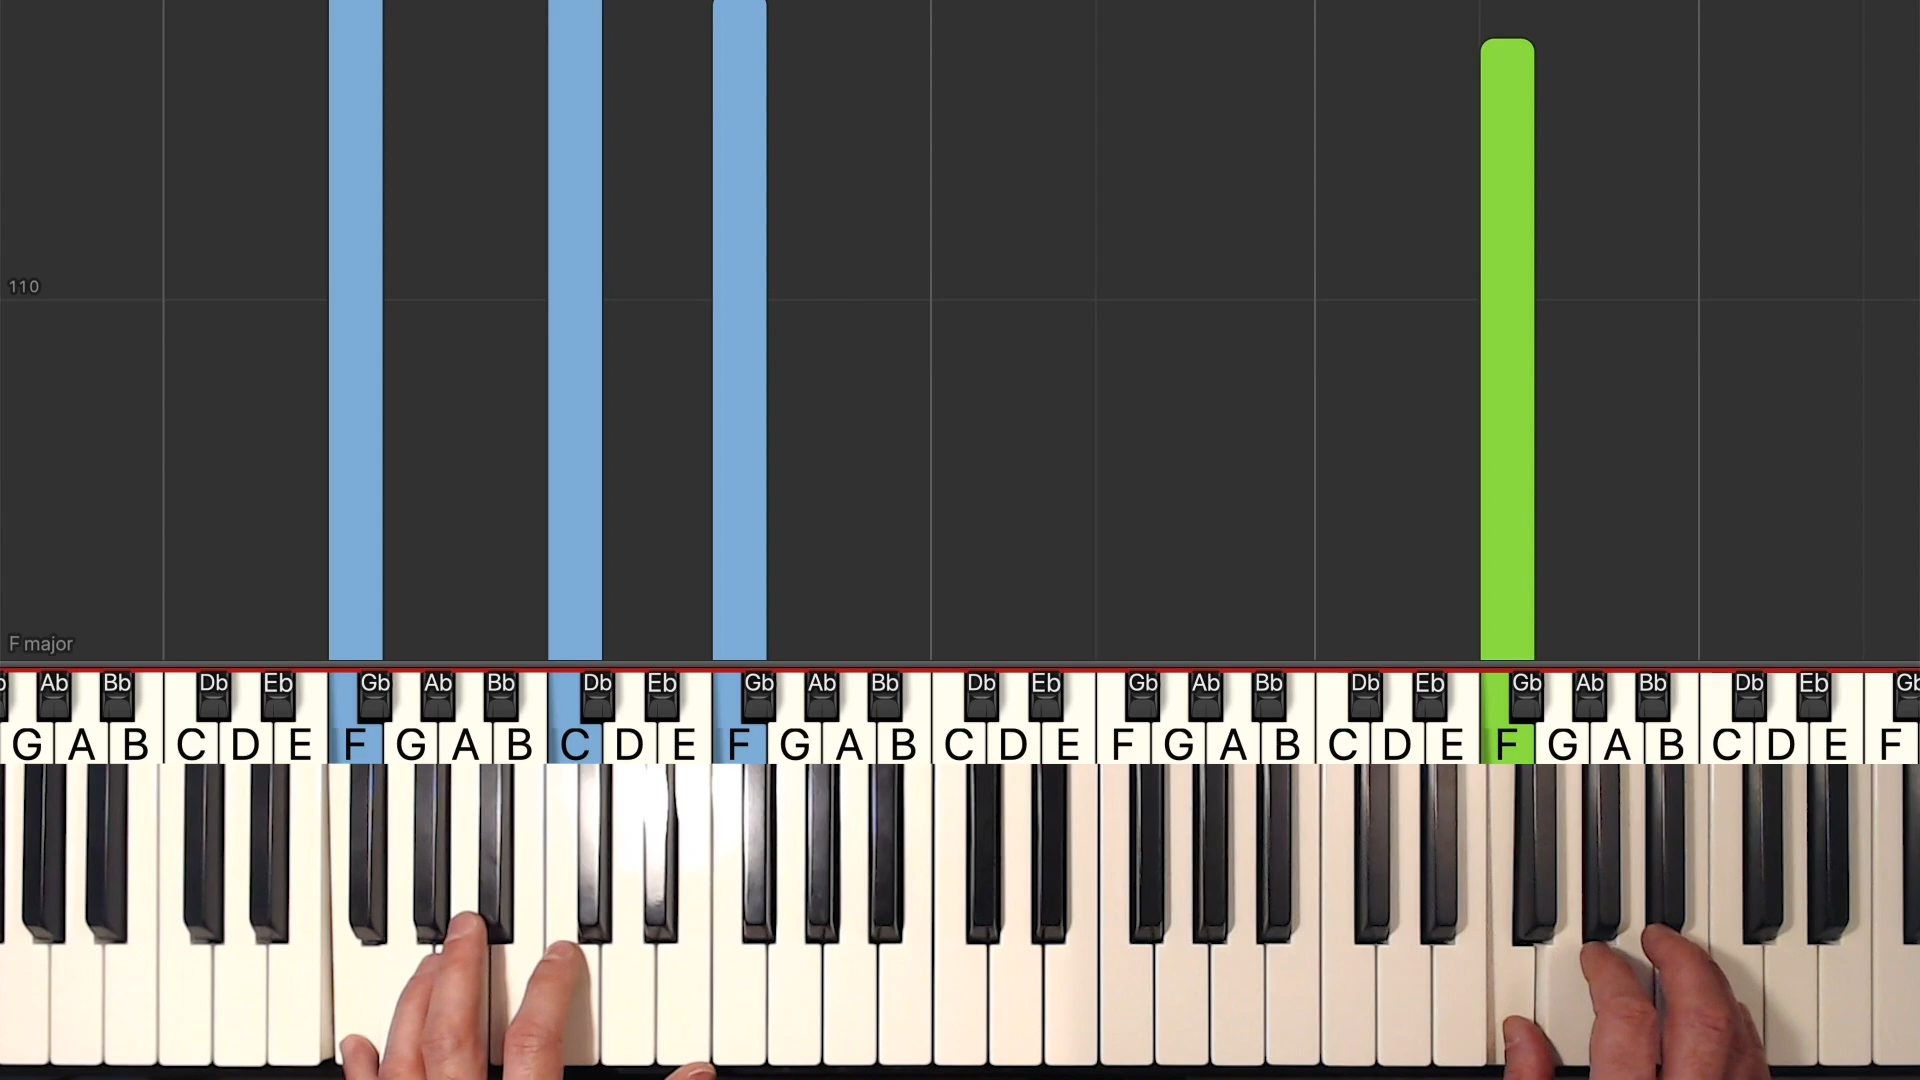 110
F major
Ab Bb Db Eb Gb Ab Bb Db Eb Gb Ab Bb Db Eb Gb Ab Bb Db Eb Gb Ab Bb Db Eb
G A B C D E F G A B C D E F G A B C D E F G A B C D E F G A B C D E F